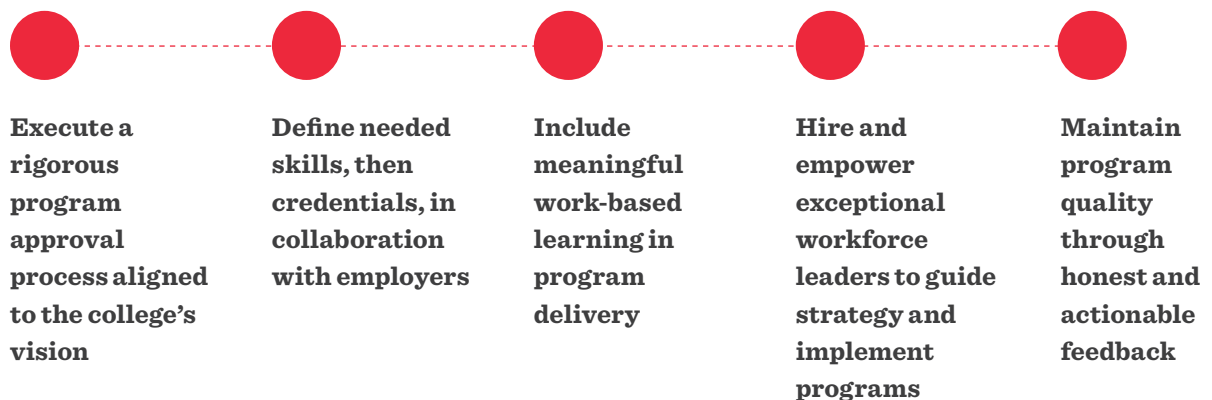 Execute a
rigorous
program
approval
process aligned
to the college’s
vision
Define needed
skills, then
credentials, in
collaboration
with employers
Include
meaningful
work-based
learning in
program
delivery
Hire and
empower
exceptional
workforce
leaders to guide
strategy and
implement
programs
Maintain
program
quality
through
honest and
actionable
feedback